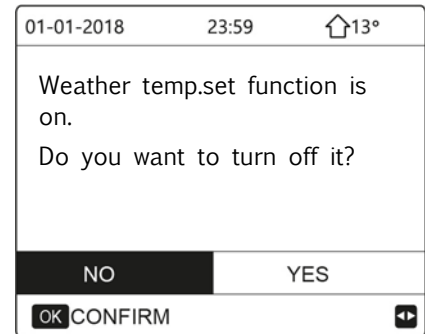 01-01-2018 23:59 13°
Weather temp.set function is
on.
Do you want to turn off it?
NO YES
OK CONFIRM